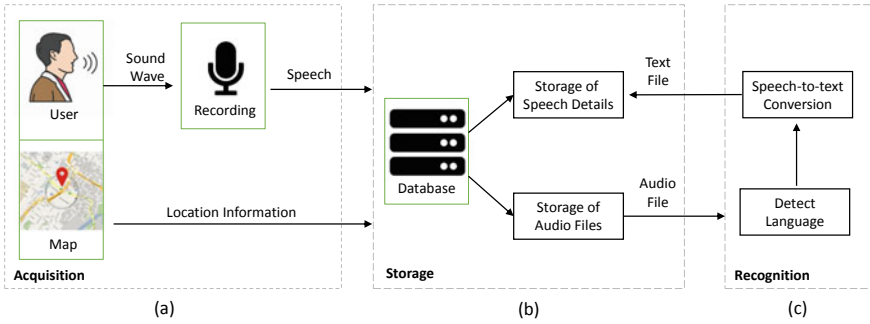 Sound
Wave
Speech
User
Recording
Location Information
Map
Acquisition
(a)
Database
Storage of
Speech Details
Storage of
Audio Files
Storage
(b)
Text
File
Audio
File
Speech-to-text
Conversion
Detect
Language
Recognition
(c)